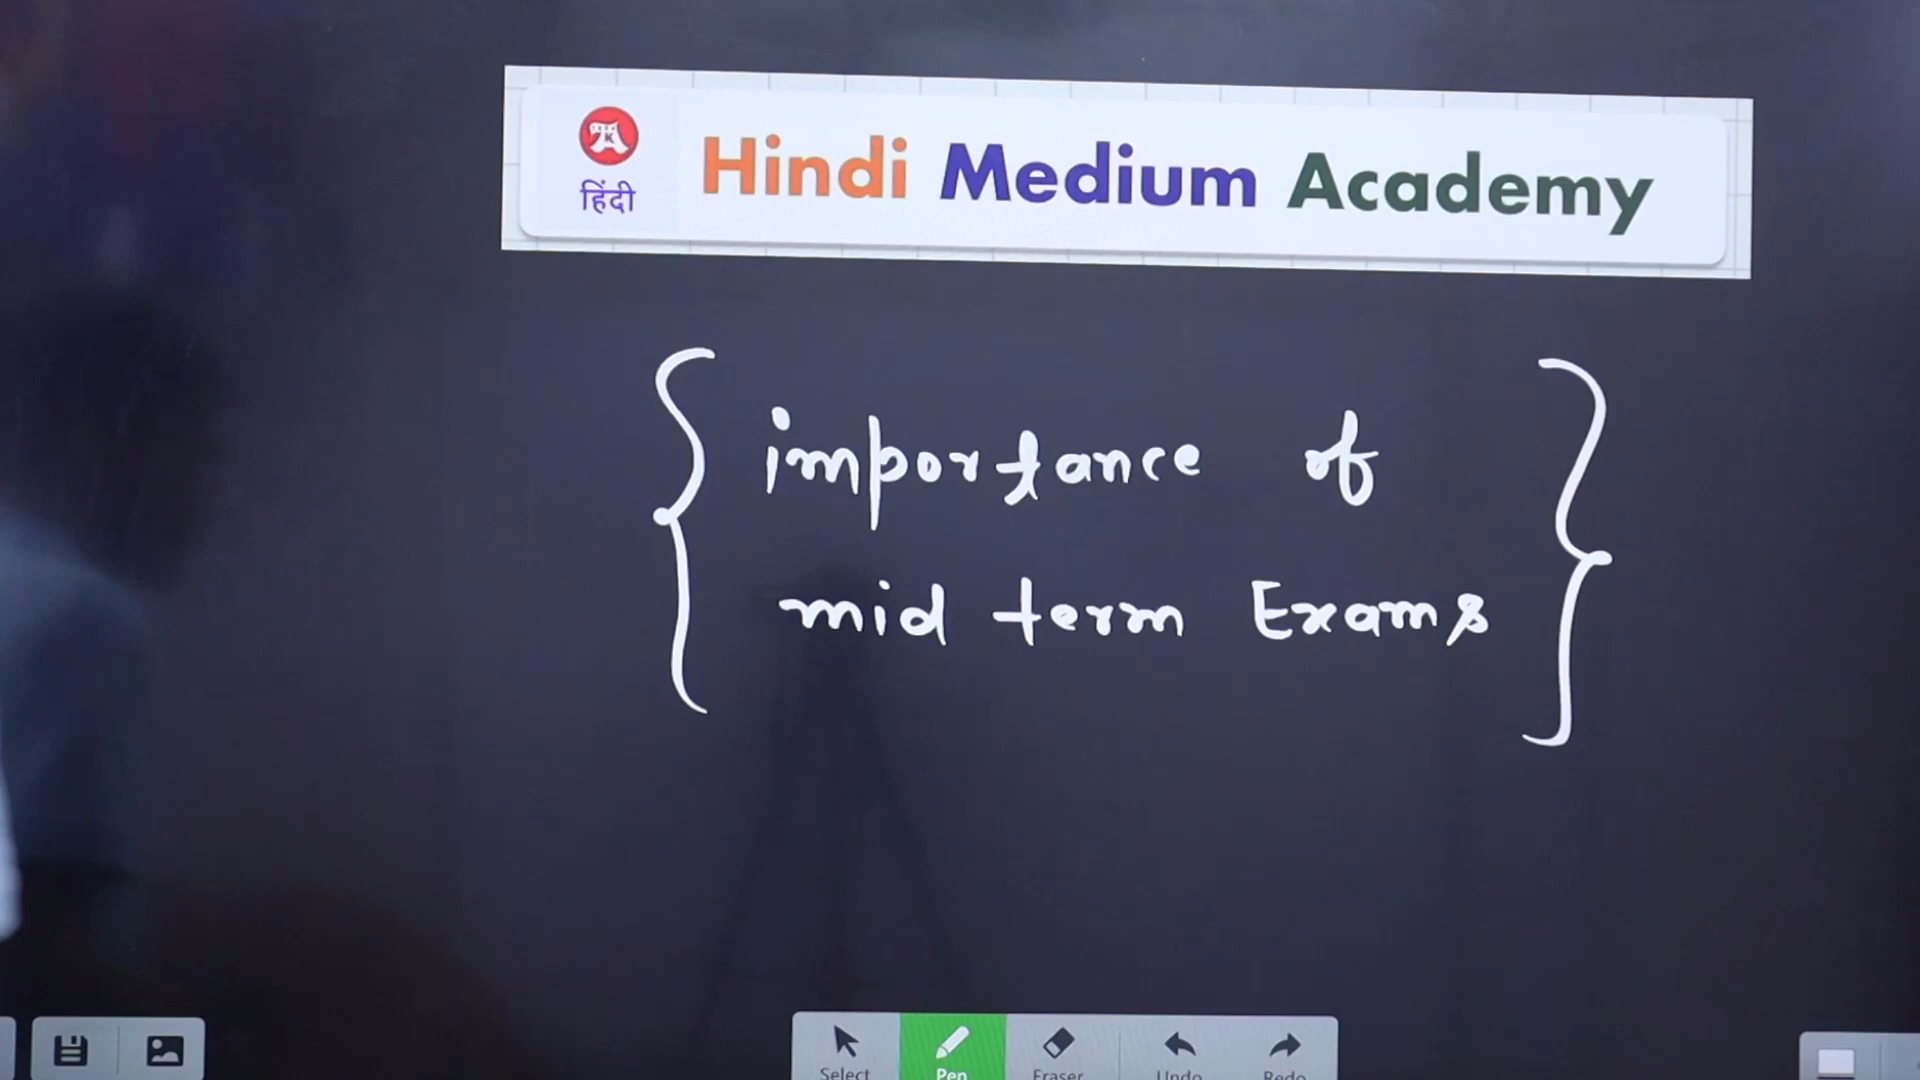 हिंदी
Hindi Medium Academy
importance of
mid term Exams
Select Pen Eraser Undo Redo